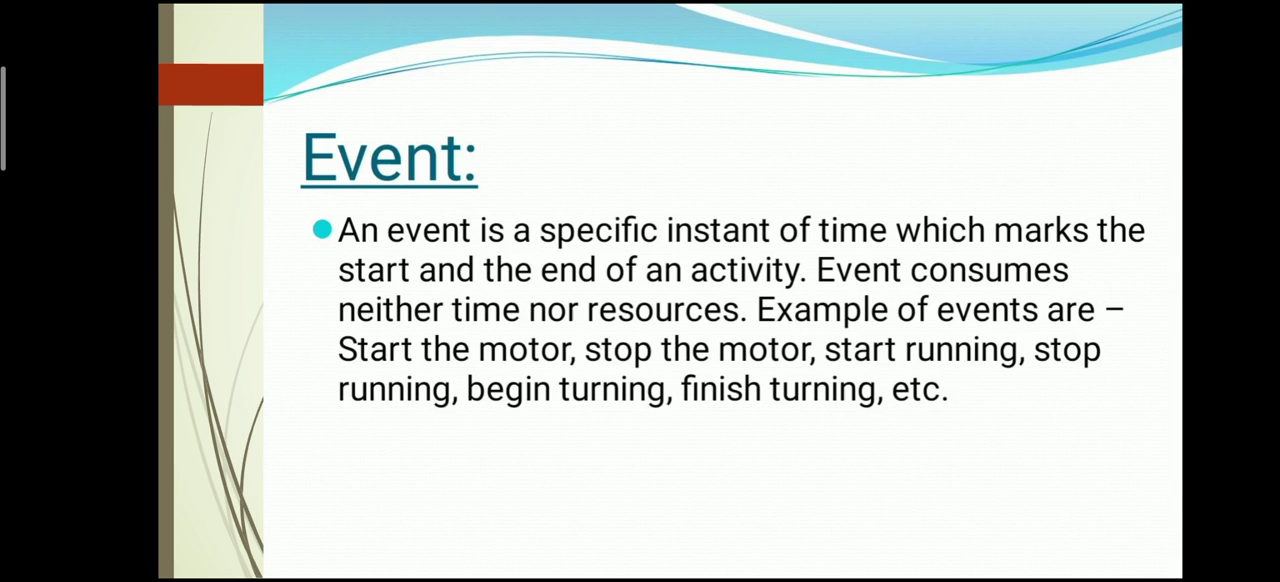 Event:
An event is a specific instant of time which marks the
start and the end of an activity. Event consumes
neither time nor resources. Example of events are –
Start the motor, stop the motor, start running, stop
running, begin turning, finish turning, etc.